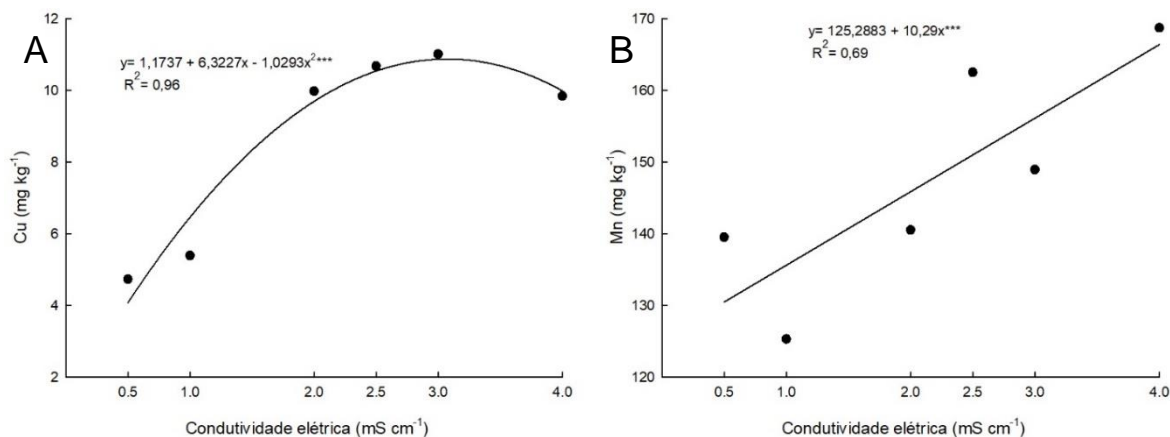 A
y= 1,1737 + 6,3227x - 1,0293x²***
R²= 0,96
12
10
8
6
4
2
Cu (mg kg⁻¹)
0.5 1.0 2.0 2.5 3.0 4.0
Condutividade elétrica (mS cm⁻¹)
B
y= 125,2883 + 10,29x***
R²= 0,69
170
160
150
140
130
120
Mn (mg kg⁻¹)
0.5 1.0 2.0 2.5 3.0 4.0
Condutividade elétrica (mS cm⁻¹)